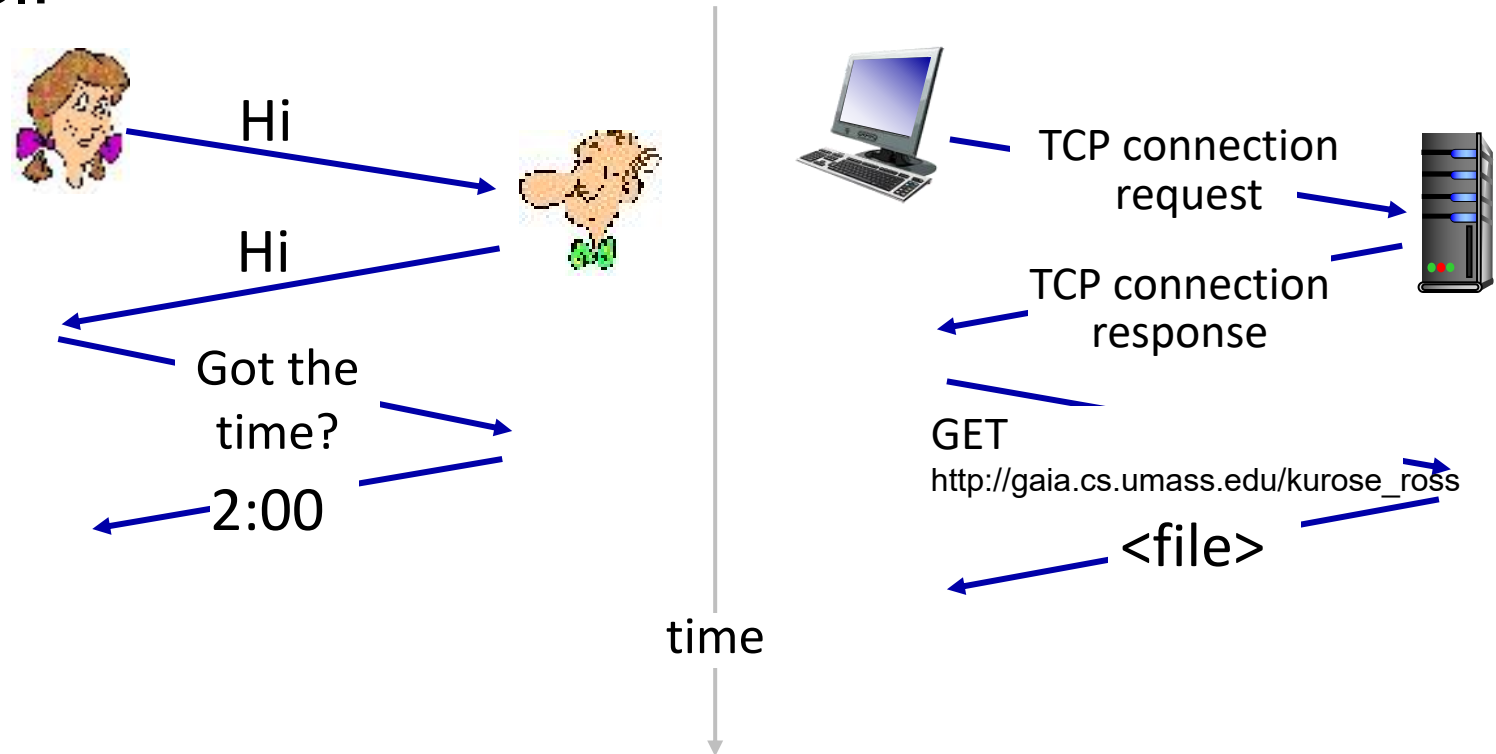 Hi
Hi
Got the
time?
2:00
TCP connection
request
TCP connection
response
GET
http://gaia.cs.umass.edu/kurose_ross
<file>
time